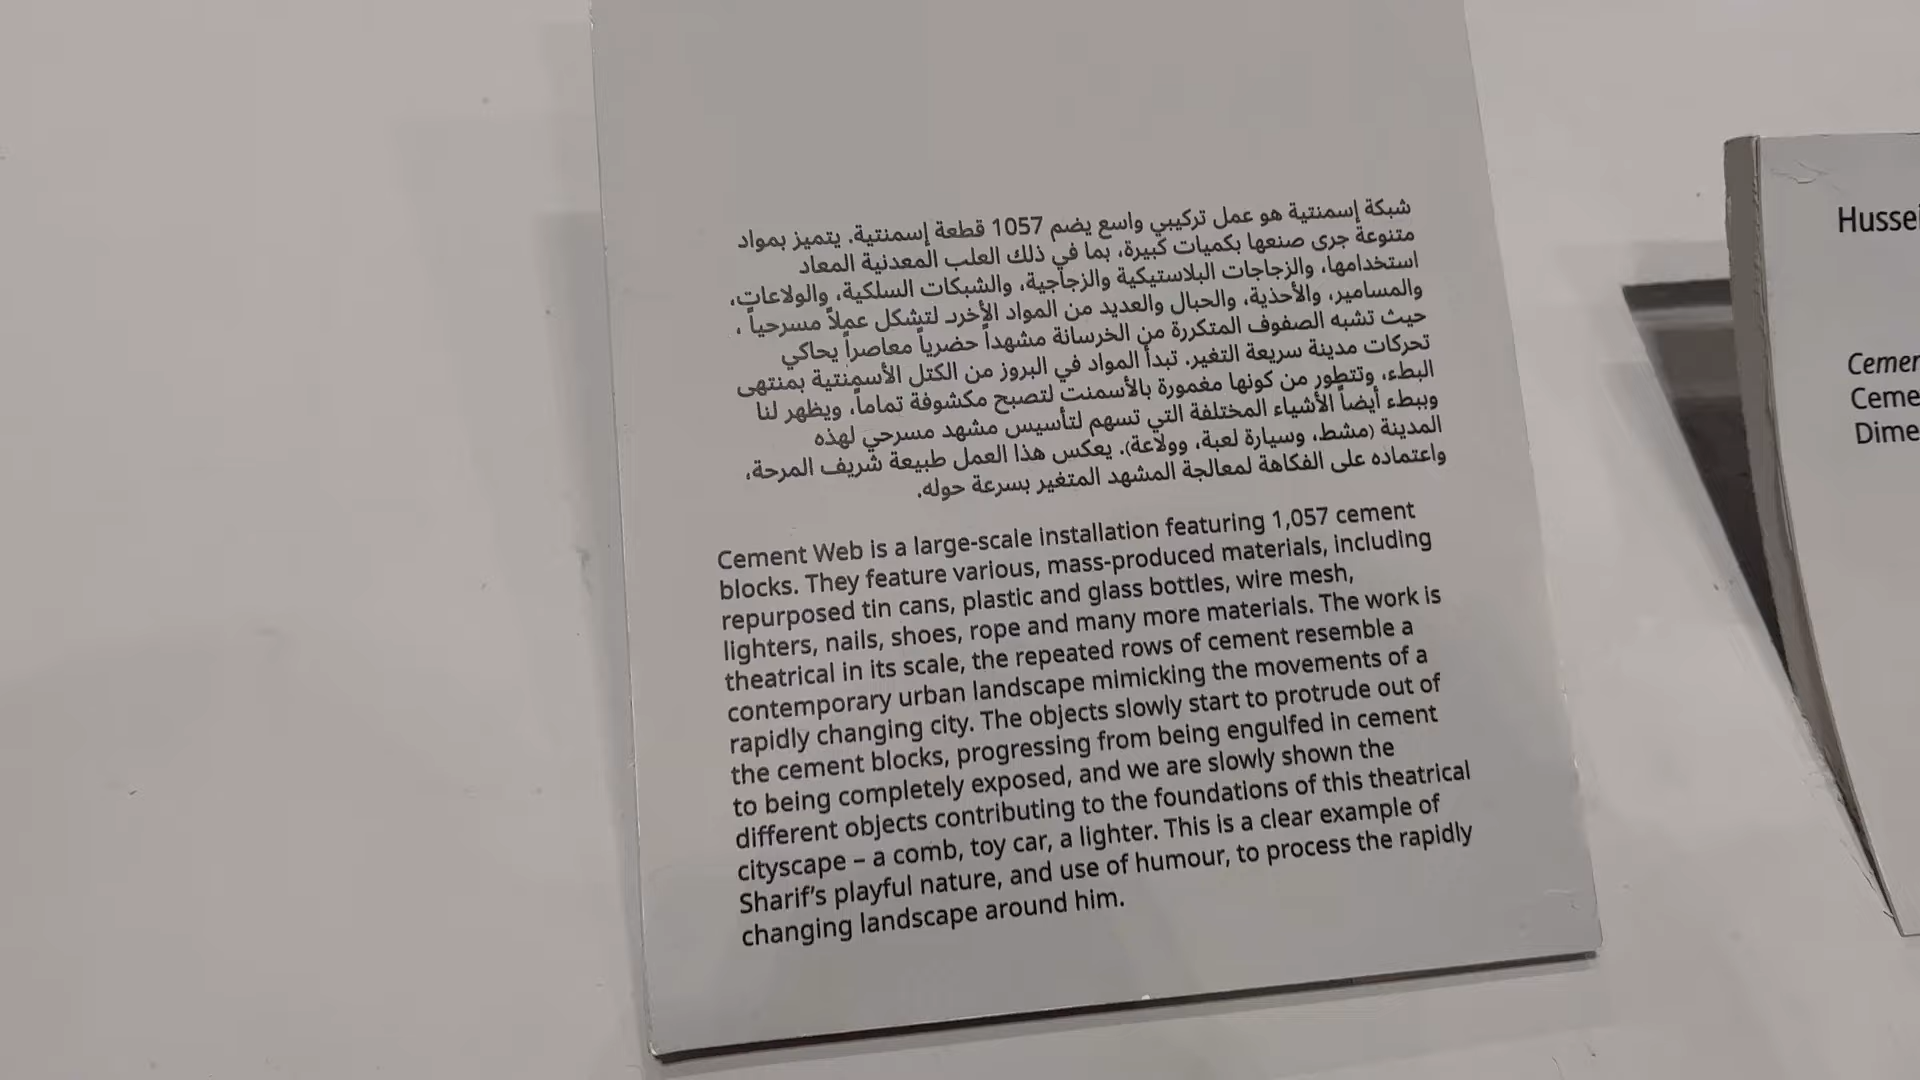 شبكة إسمنتية هو عمل تركيبي واسع يضم 1057 قطعة إسمنتية. يتميز بمواد
متنوعة جرى صنعها بكميات كبيرة، بما في ذلك العلب المعدنية المعاد
استخدامها، والزجاجات البلاستيكية والزجاجية، والشبكات السلكية، والولاعات،
والمسامير، والأحذية، والحبال والعديد من المواد الأخرد لتشكل عملاً مسرحياً ،
حيث تشبه الصفوف المتكررة من الخرسانة مشهداً حضرياً معاصراً يحاكي
تحركات مدينة سريعة التغير. تبدأ المواد في البروز من الكتل الأسمنتية بمنتهى
البطء، وتتطور من كونها مغمورة بالأسمنت لتصبح مكشوفة تماماً، ويظهر لنا
وببطء أيضاً الأشياء المختلفة التي تسهم لتأسيس مشهد مسرحي لهذه
المدينة (مشط، وسيارة لعبة، وولاعة). يعكس هذا العمل طبيعة شريف المرحة،
واعتماده على الفكاهة لمعالجة المشهد المتغير بسرعة حوله.
Cement Web is a large-scale installation featuring 1,057 cement
blocks. They feature various, mass-produced materials, including
repurposed tin cans, plastic and glass bottles, wire mesh,
lighters, nails, shoes, rope and many more materials. The work is
theatrical in its scale, the repeated rows of cement resemble a
contemporary urban landscape mimicking the movements of a
rapidly changing city. The objects slowly start to protrude out of
the cement blocks, progressing from being engulfed in cement
to being completely exposed, and we are slowly shown the
different objects contributing to the foundations of this theatrical
cityscape – a comb, toy car, a lighter. This is a clear example of
Sharif's playful nature, and use of humour, to process the rapidly
changing landscape around him.